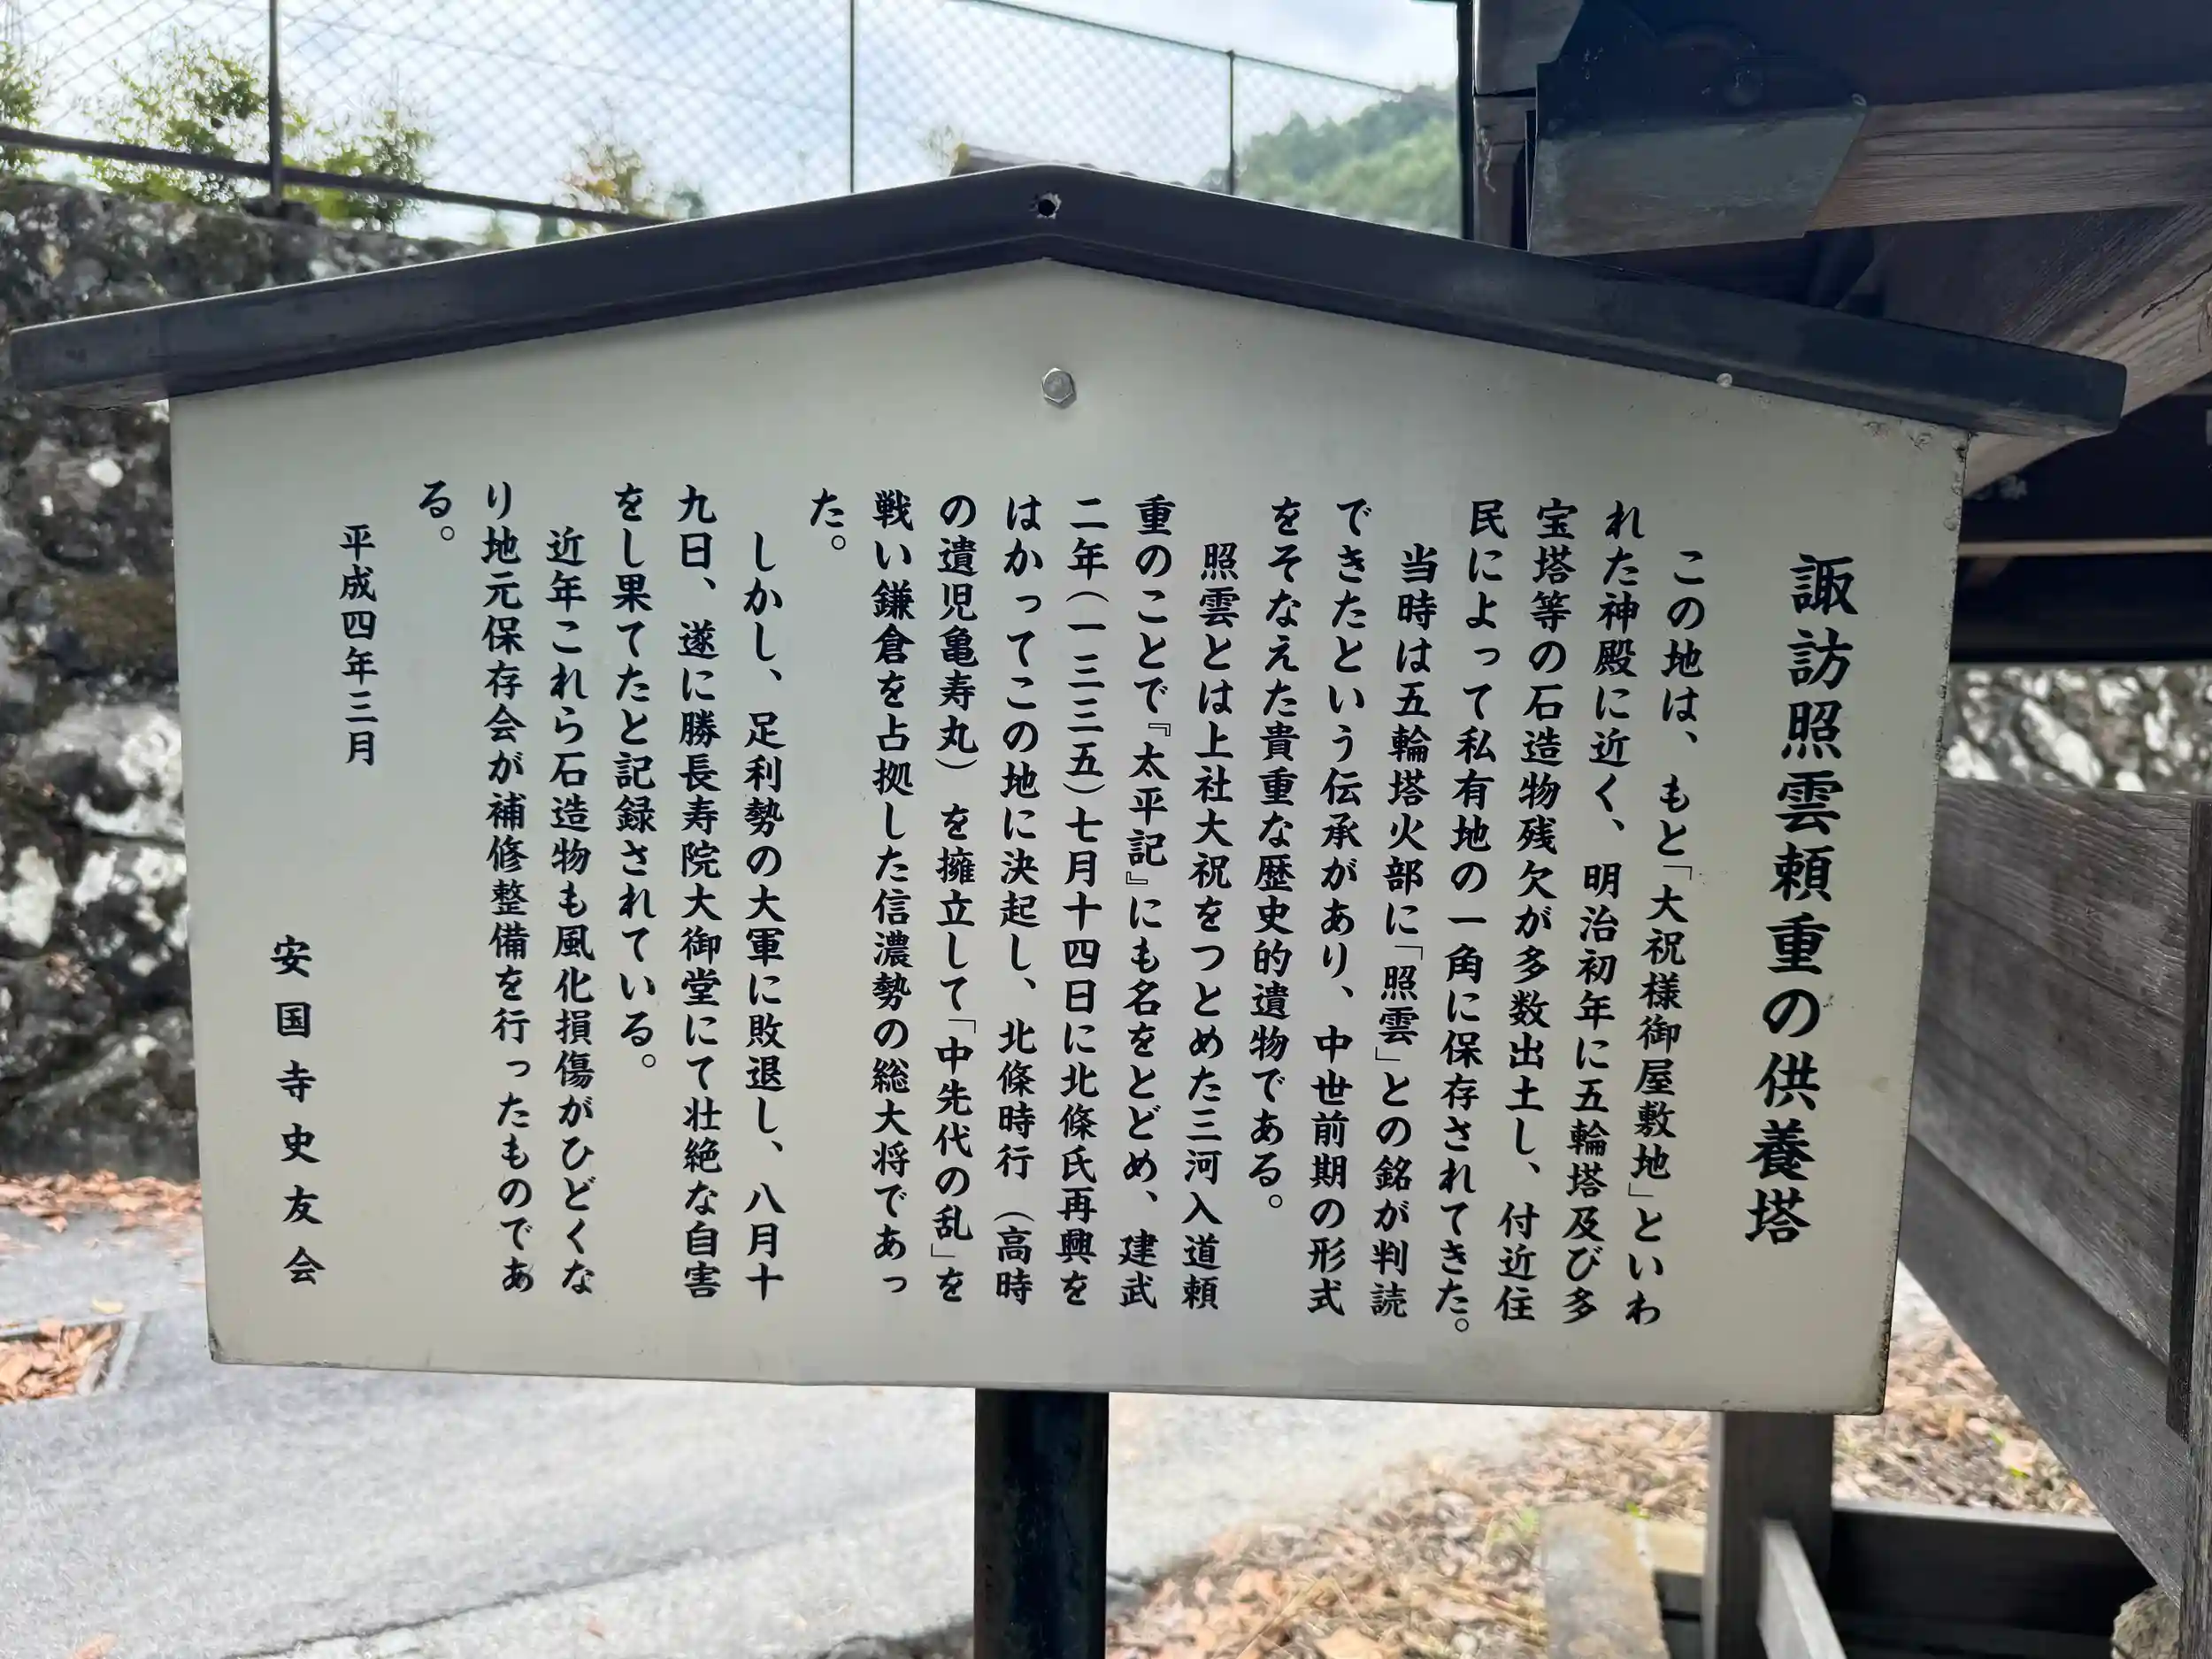 諏訪照雲頼重の供養塔
この地は、もと「大祝様御屋敷地」といわ
れた神殿に近く、明治初年に五輪塔及び多
宝塔等の石造物残欠が多数出土し、付近住
民によって私有地の一角に保存されてきた。
当時は五輪塔火部に「照雲」との銘が判読
できたという伝承があり、中世前期の形式
をそなえた貴重な歴史的遺物である。
照雲とは上社大祝をつとめた三河入道頼
重のことで『太平記』にも名をとどめ、建武
二年（一三三五）七月十四日に北條氏再興を
はかってこの地に決起し、北條時行（高時
の遺児亀寿丸）を擁立して「中先代の乱」を
戦い鎌倉を占拠した信濃勢の総大将であっ
た。
しかし、足利勢の大軍に敗退し、八月十
九日、遂に勝長寿院大御堂にて壮絶な自害
をし果てたと記録されている。
近年これら石造物も風化損傷がひどくな
り地元保存会が補修整備を行ったものであ
る。
平成四年三月
安国寺史友会